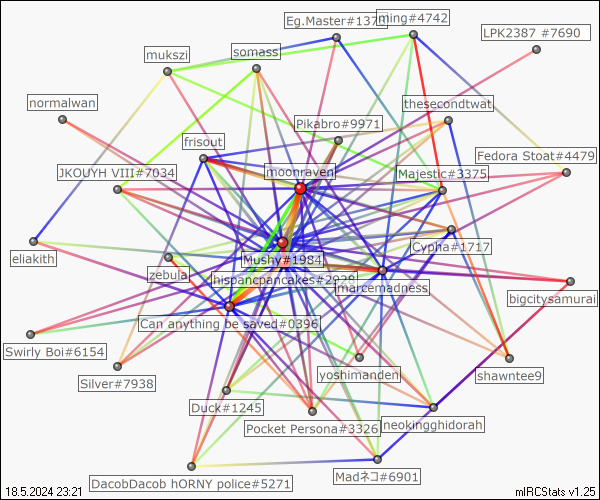 Eg.Master#1377
ming#4742
LPK2387 #7690
mukszi
somass
normalwan
thesecondtwat
Pikabro#9971
frisout
Fedora Stoat#4479
moonraven
JKOUYH VIII#7034
Majestic#3375
Cypha#1717
eliakith
Mushy#1984
zebula
marcemadness
bigcitysamurai
Can anything be saved#0396
Swirly Boi#6154
yoshimanden
shawntee9
Silver#7938
Duck#1245
Pocket Persona#3326
neokingghidorah
Madネコ#6901
DacobDacob hORNY police#5271
18.5.2024 23:21
mIRCStats v1.25